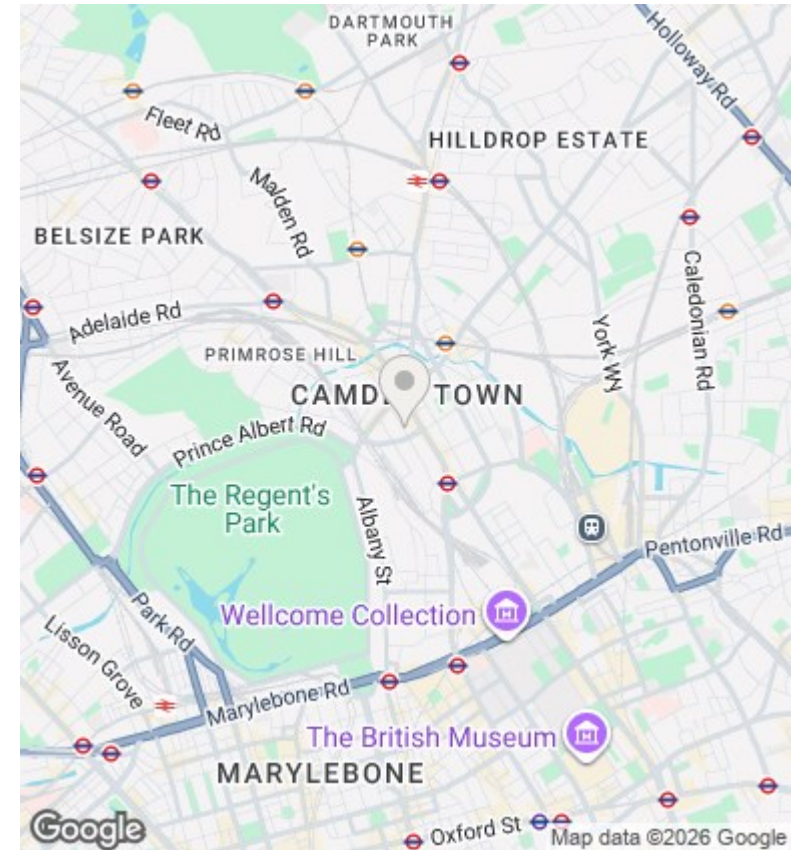 DARTMOUTH
PARK
Holloway Rd
Fleet Rd
HILLDROP ESTATE
Malden Rd
BELSIZE PARK
Caledonian Rd
Adelaide Rd
York Wy
PRIMROSE HILL
Avenue Road
CAMD TOWN
Prince Albert Rd
The Regent's
Park
Albany St
Pentonville Rd
Wellcome Collection
Park Rd
Lisson Grove
Marylebone Rd
The British Museum
MARYLEBONE
Google
Oxford St
Map data ©2026 Google